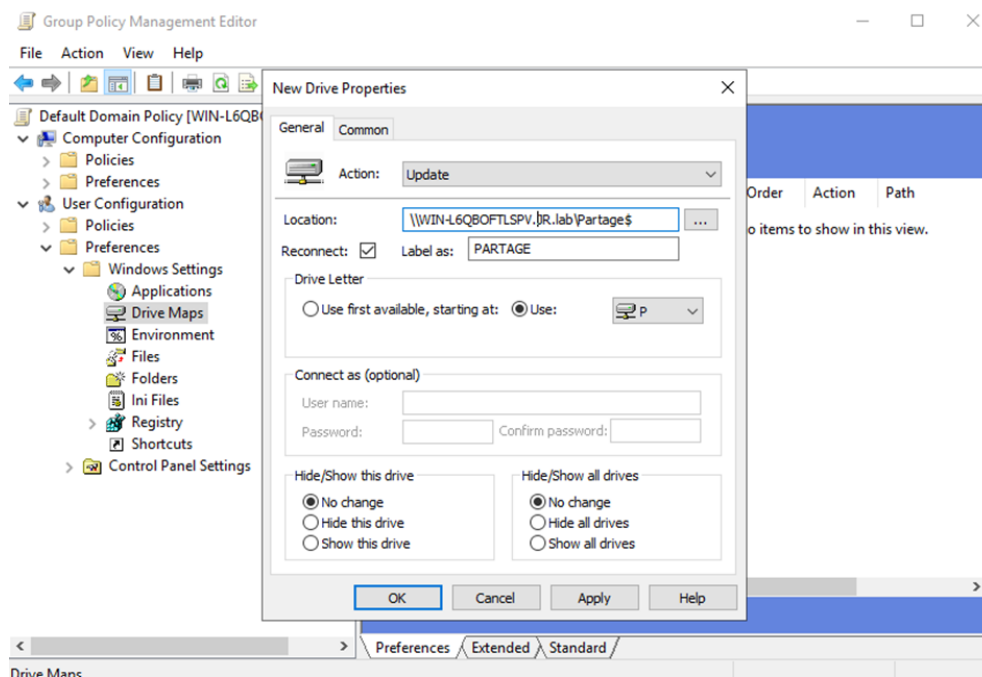 Group Policy Management Editor
File Action View Help
Default Domain Policy [WIN-L6QB
Computer Configuration
Policies
Preferences
User Configuration
Policies
Preferences
Windows Settings
Applications
Drive Maps
Environment
Files
Folders
Ini Files
Registry
Shortcuts
Control Panel Settings
New Drive Properties
General Common
Action: Update
Location: \\WIN-L6QBOFTLSPV.JR.lab\Partage$ ...
Reconnect: Label as: PARTAGE
Drive Letter
Use first available, starting at: Use: P
Connect as (optional)
User name:
Password: Confirm password:
Hide/Show this drive
No change
Hide this drive
Show this drive
Hide/Show all drives
No change
Hide all drives
Show all drives
OK Cancel Apply Help
Order Action Path
o items to show in this view.
Preferences Extended Standard
Drive Maps